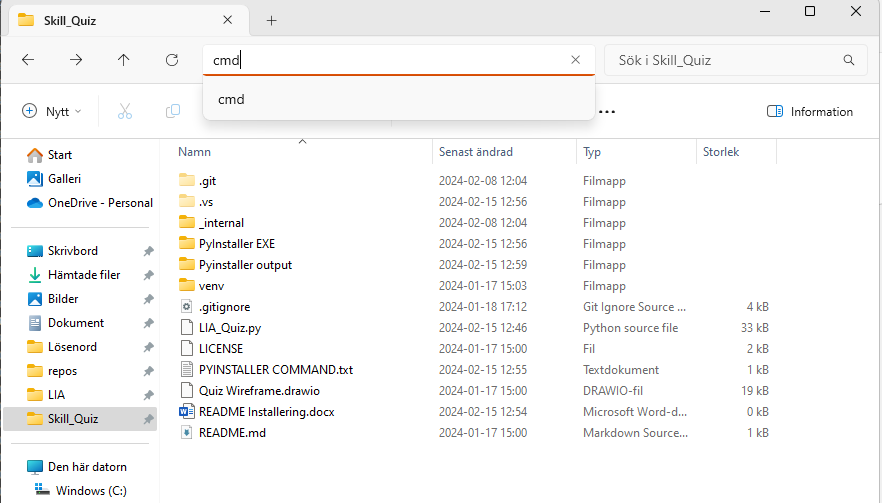 Skill_Quiz
cmd
Sök i Skill_Quiz
cmd
Nytt
Information
Namn Senast ändrad Typ Storlek
Start
Galleri
OneDrive - Personal
Skrivbord
Hämtade filer
Bilder
Dokument
Lösenord
repos
LIA
Skill_Quiz
Den här datorn
Windows (C:)
.git 2024-02-08 12:04 Filmapp
.vs 2024-02-15 12:56 Filmapp
_internal 2024-02-08 12:04 Filmapp
PyInstaller EXE 2024-02-15 12:56 Filmapp
Pyinstaller output 2024-02-15 12:59 Filmapp
venv 2024-01-17 15:03 Filmapp
.gitignore 2024-01-18 17:12 Git Ignore Source ... 4 kB
LIA_Quiz.py 2024-02-15 12:46 Python source file 33 kB
LICENSE 2024-01-17 15:00 Fil 2 kB
PYINSTALLER COMMAND.txt 2024-02-15 12:55 Textdokument 1 kB
Quiz Wireframe.drawio 2024-01-17 15:00 DRAWIO-fil 19 kB
README Installering.docx 2024-02-15 12:54 Microsoft Word-d... 0 kB
README.md 2024-01-17 15:00 Markdown Source... 1 kB